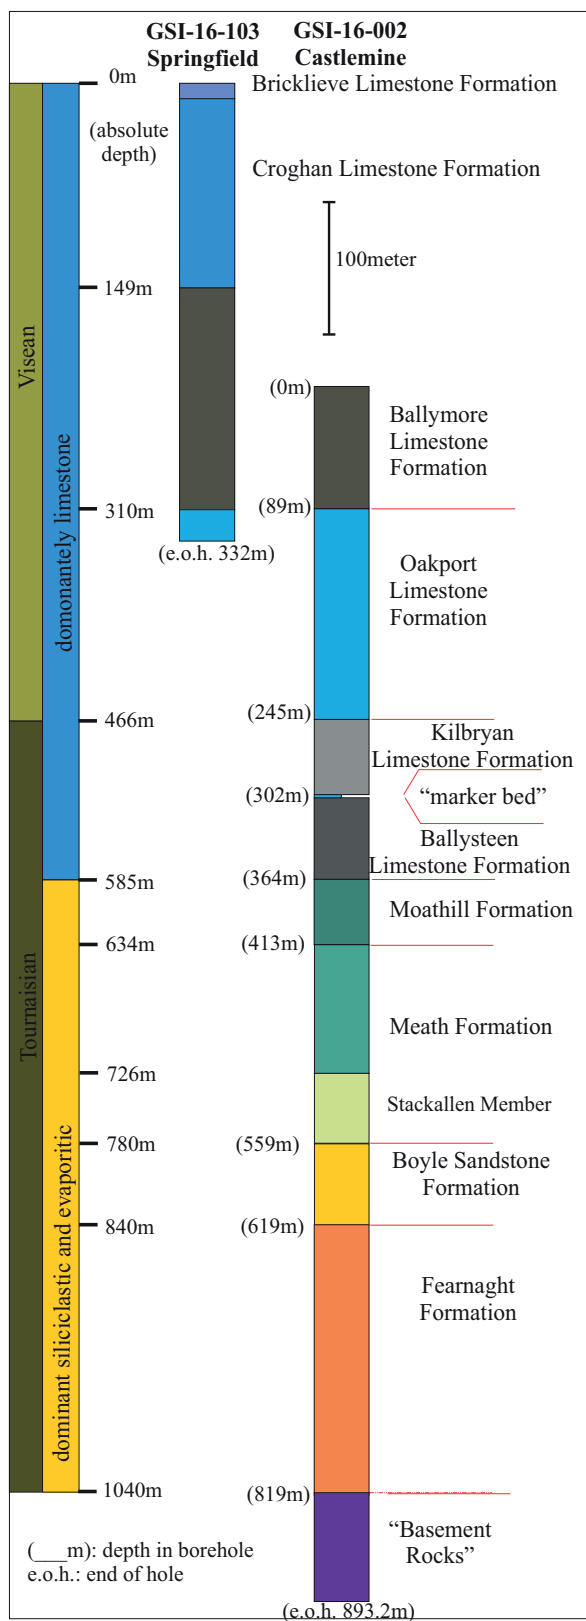 GSI-16-103
Springfield
GSI-16-002
Castlemine
0m
Bricklieve Limestone Formation
(absolute
depth)
Croghan Limestone Formation
100meter
149m
Visean
domonantely limestone
(0m)
Ballymore
Limestone
Formation
310m
(89m)
(e.o.h. 332m)
Oakport
Limestone
Formation
466m
(245m)
Kilbryan
Limestone Formation
(302m)
“marker bed”
Ballysteen
Limestone Formation
585m
(364m)
Moathill Formation
634m
(413m)
Tournaisian
dominant siliciclastic and evaporitic
Meath Formation
726m
Stackallen Member
780m
(559m)
Boyle Sandstone
Formation
840m
(619m)
Fearnaght
Formation
1040m
(819m)
“Basement
Rocks”
(___m): depth in borehole
e.o.h.: end of hole
(e.o.h. 893.2m)